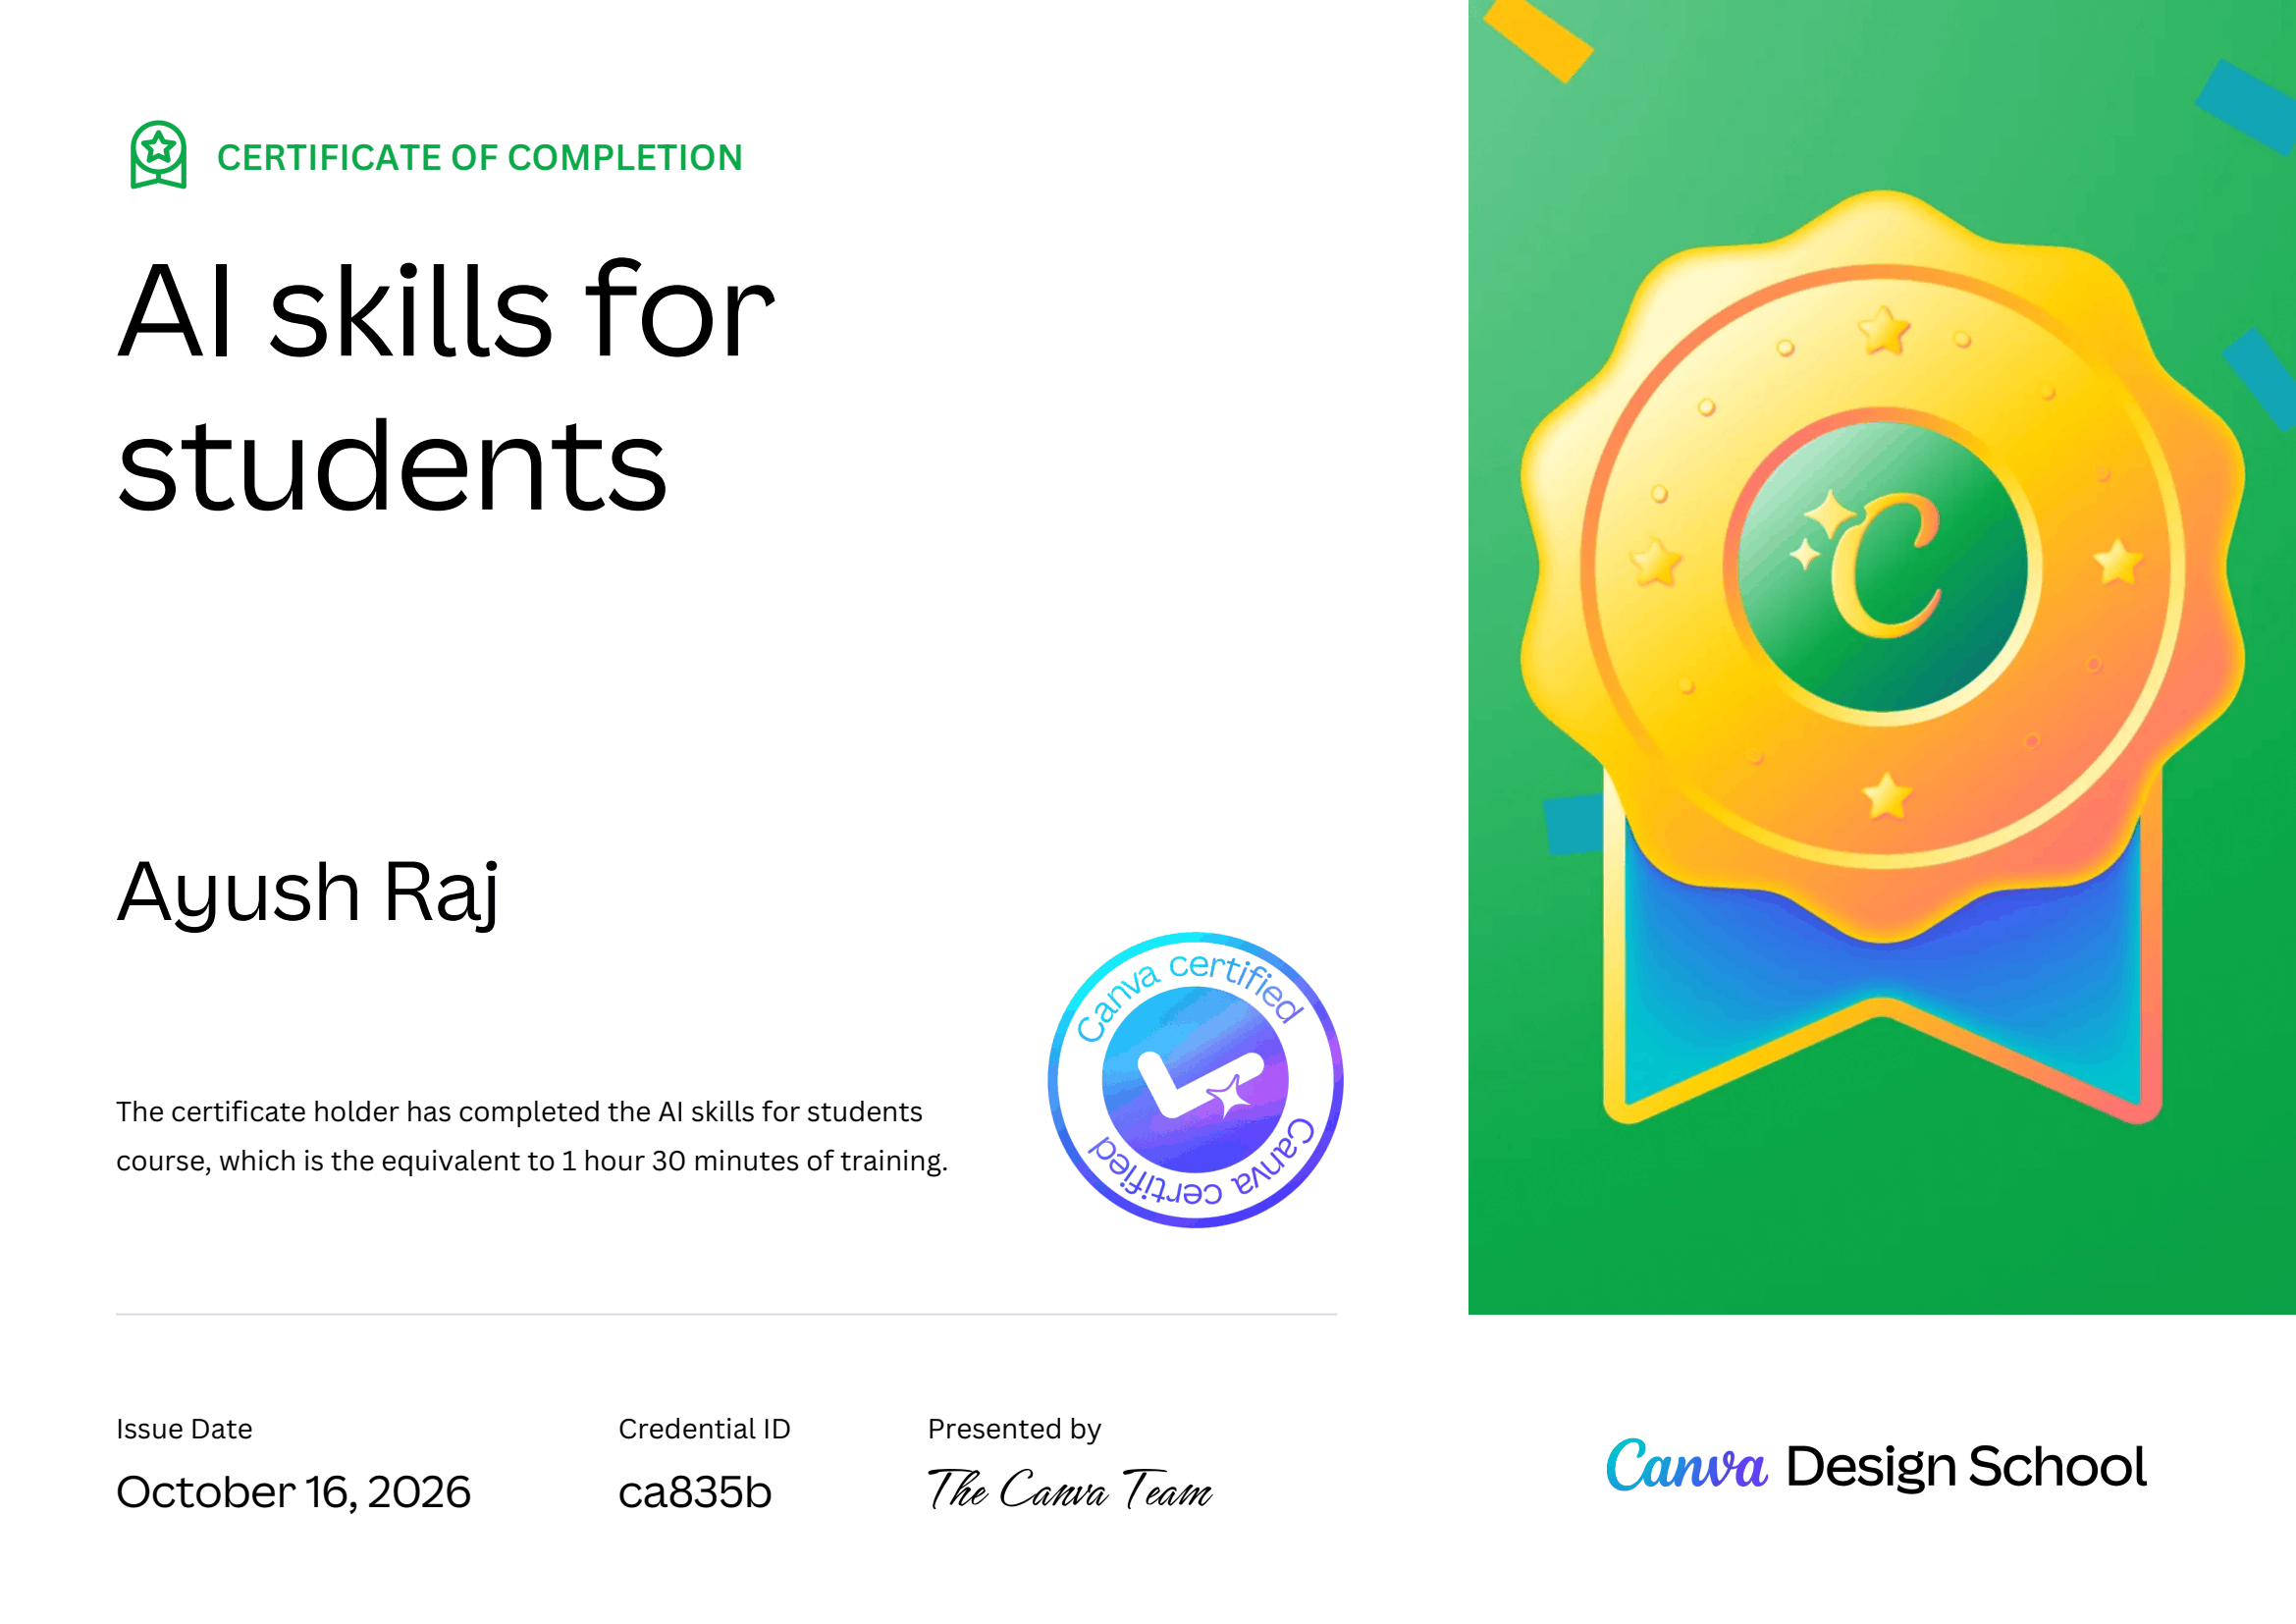 CERTIFICATE OF COMPLETION
AI skills for
students
Ayush Raj
Canva certified
Canva certified
The certificate holder has completed the AI skills for students
course, which is the equivalent to 1 hour 30 minutes of training.
Issue Date
October 16, 2026
Credential ID
ca835b
Presented by
The Canva Team
Canva Design School
C